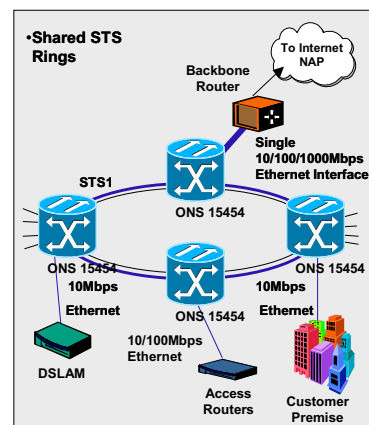 •Shared STS
Rings
To Internet
NAP
Backbone
Router
Single
10/100/1000Mbps
Ethernet Interface
STS1
ONS 15454
ONS 15454
ONS 15454
ONS 15454
10Mbps
Ethernet
10/100Mbps
Ethernet
10Mbps
Ethernet
DSLAM
Access
Routers
Customer
Premise